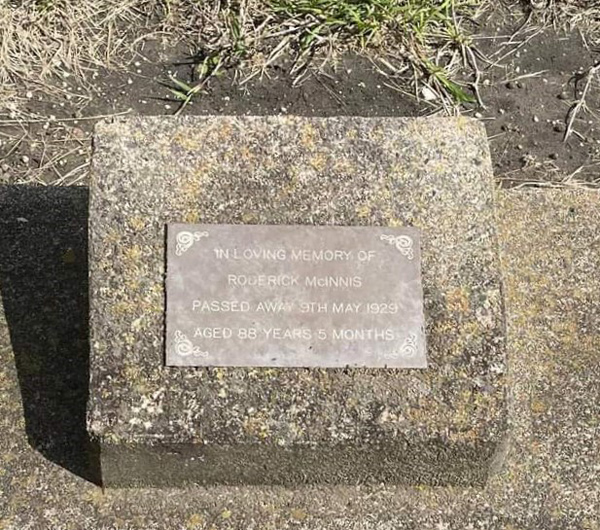 IN LOVING MEMORY OF
RODERICK McINNIS
PASSED AWAY 9TH MAY 1929
AGED 88 YEARS 5 MONTHS